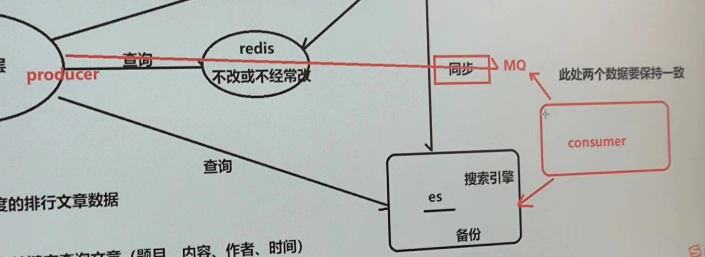 层
producer
查询
redis
不改或不经常改
同步
MQ
此处两个数据要保持一致
consumer
查询
搜索引擎
es
备份
度的排行文章数据
查询文章（题目、内容、作者、时间）